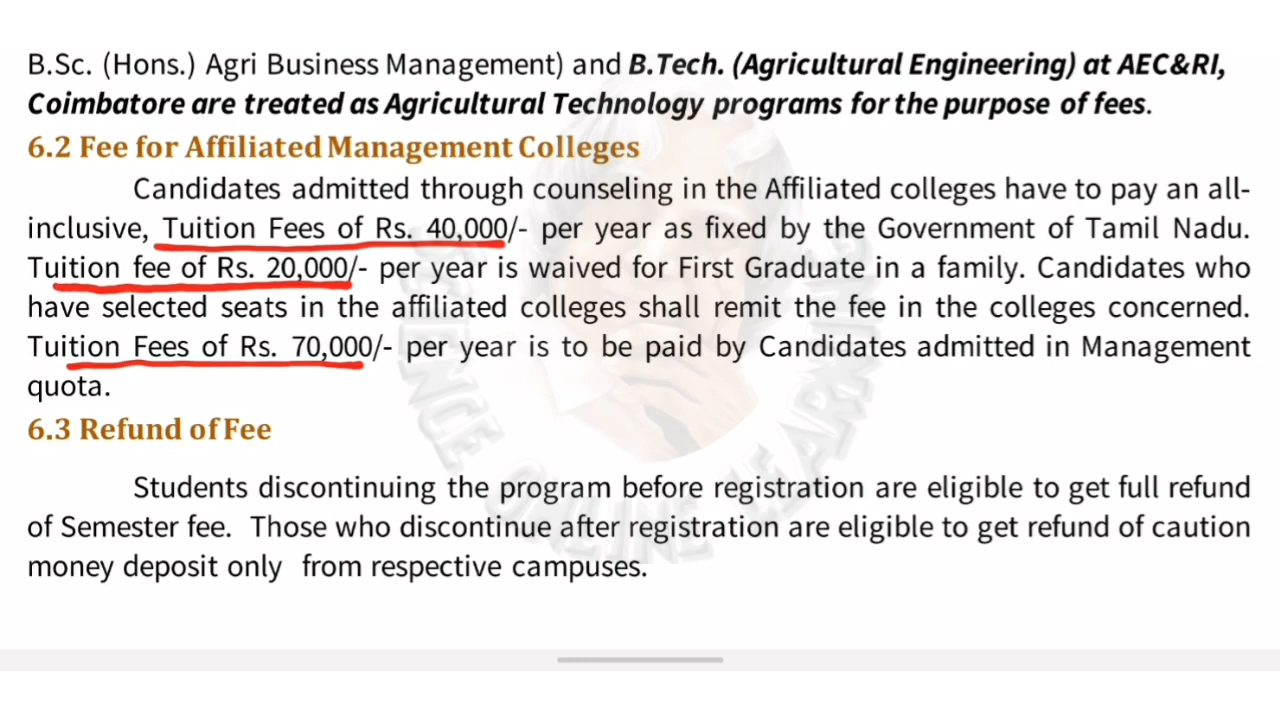 B.Sc. (Hons.) Agri Business Management) and B.Tech. (Agricultural Engineering) at AEC&RI,
Coimbatore are treated as Agricultural Technology programs for the purpose of fees.
6.2 Fee for Affiliated Management Colleges
Candidates admitted through counseling in the Affiliated colleges have to pay an all-
inclusive, Tuition Fees of Rs. 40,000/- per year as fixed by the Government of Tamil Nadu.
Tuition fee of Rs. 20,000/- per year is waived for First Graduate in a family. Candidates who
have selected seats in the affiliated colleges shall remit the fee in the colleges concerned.
Tuition Fees of Rs. 70,000/- per year is to be paid by Candidates admitted in Management
quota.
6.3 Refund of Fee
Students discontinuing the program before registration are eligible to get full refund
of Semester fee. Those who discontinue after registration are eligible to get refund of caution
money deposit only from respective campuses.
ONLINE